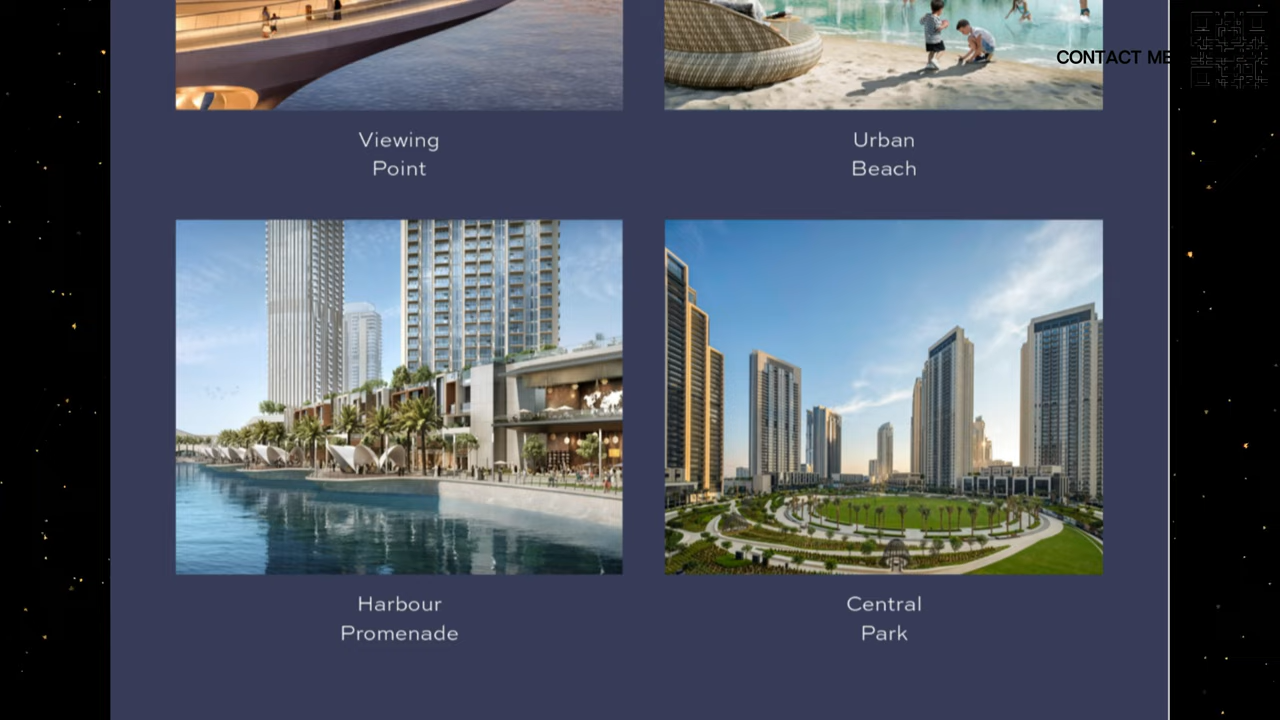 CONTACT ME
Viewing
Point
Urban
Beach
Harbour
Promenade
Central
Park